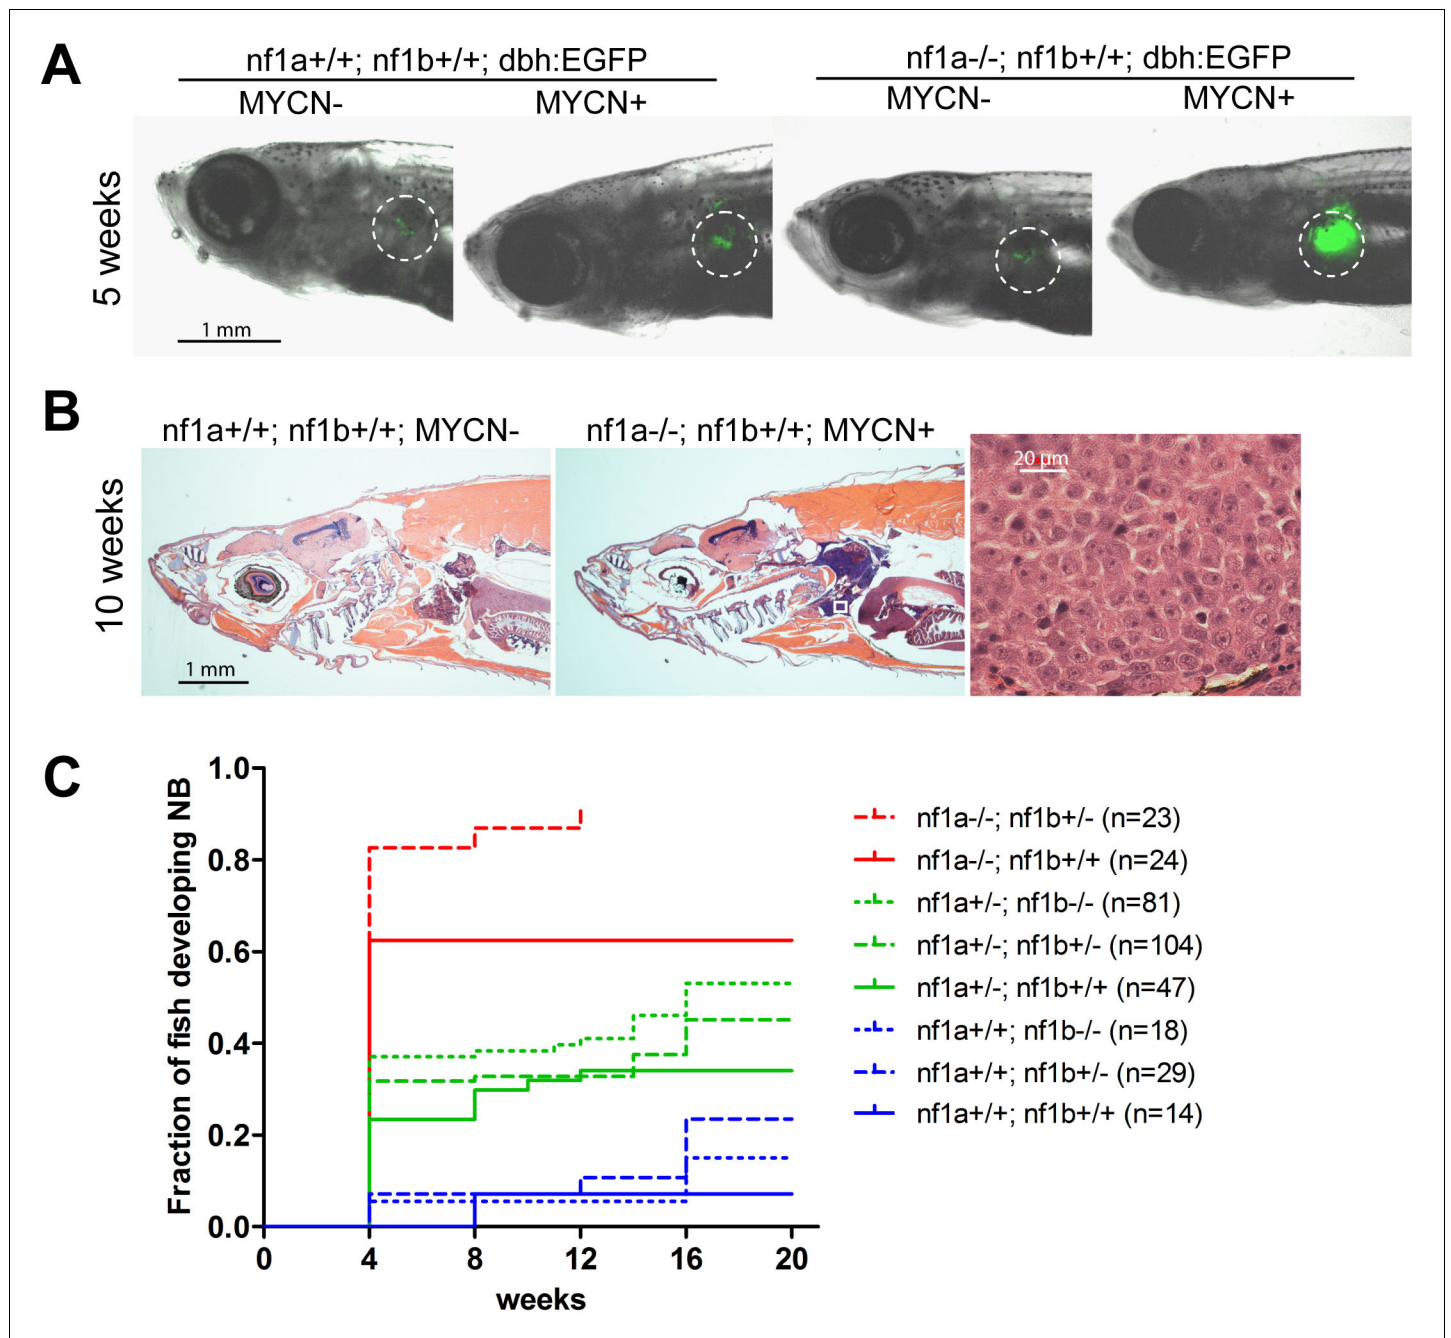 A
nf1a+/+; nf1b+/+; dbh:EGFP
nf1a-/-; nf1b+/+; dbh:EGFP
MYCN-
MYCN+
MYCN-
MYCN+
5 weeks
1 mm
B
nf1a+/+; nf1b+/+; MYCN-
nf1a-/-; nf1b+/+; MYCN+
10 weeks
1 mm
20 µm
C
Fraction of fish developing NB
1.0
0.8
0.6
0.4
0.2
0.0
0 4 8 12 16 20
weeks
nf1a-/-; nf1b+/- (n=23)
nf1a-/-; nf1b+/+ (n=24)
nf1a+/-; nf1b-/- (n=81)
nf1a+/-; nf1b+/- (n=104)
nf1a+/-; nf1b+/+ (n=47)
nf1a+/+; nf1b-/- (n=18)
nf1a+/+; nf1b+/- (n=29)
nf1a+/+; nf1b+/+ (n=14)